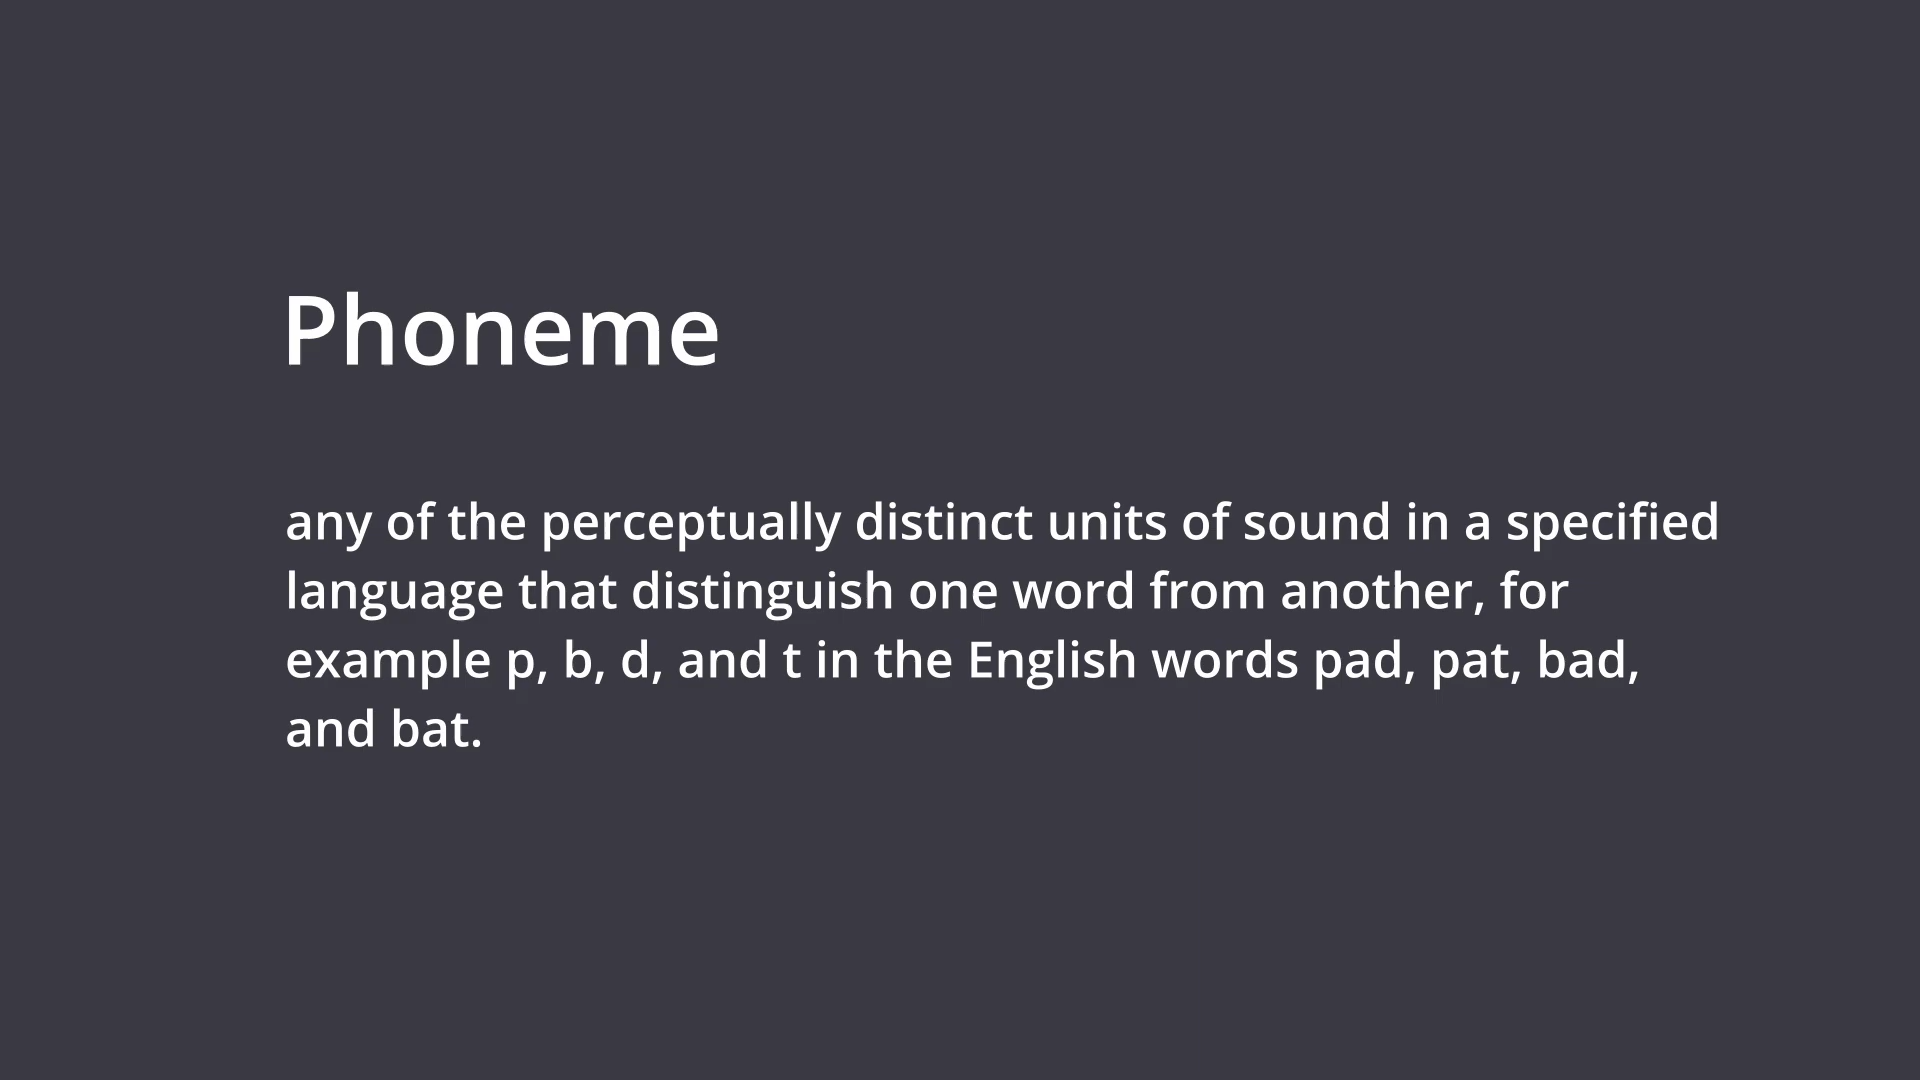 Phoneme
any of the perceptually distinct units of sound in a specified
language that distinguish one word from another, for
example p, b, d, and t in the English words pad, pat, bad,
and bat.